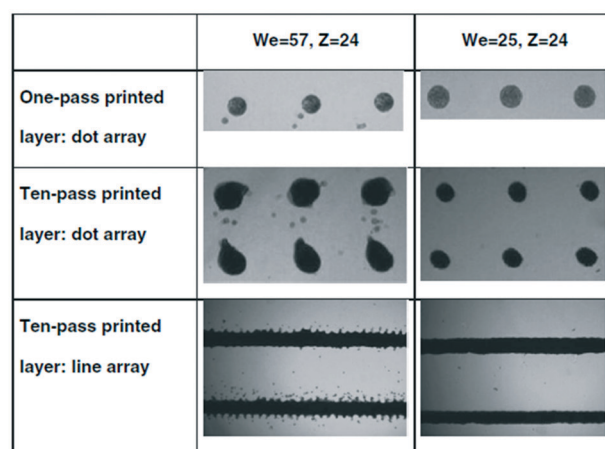 We=57, Z=24
We=25, Z=24
One-pass printed
layer: dot array
Ten-pass printed
layer: dot array
Ten-pass printed
layer: line array